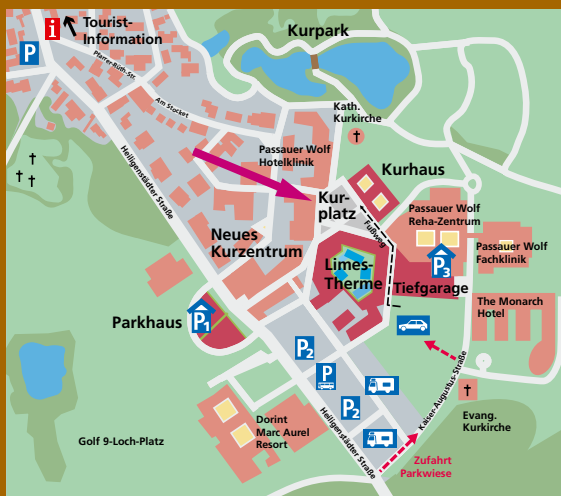 i
Tourist-
Information
P
Pfarrer-Rüth-Str.
Am Stocket
Kurpark
Kath.
Kurkirche
Passauer Wolf
Hotelklinik
Kurhaus
Kur-
platz
Fußweg
Passauer Wolf
Reha-Zentrum
Passauer Wolf
Fachklinik
Heiligenstädter Straße
Neues
Kurzentrum
Limes-
Therme
P3
Tiefgarage
The Monarch
Hotel
Parkhaus
P1
P2
P
P2
Kaiser-Augustus-Straße
Evang.
Kurkirche
Dorint
Marc Aurel
Resort
Heiligenstädter Straße
Golf 9-Loch-Platz
Zufahrt
Parkwiese